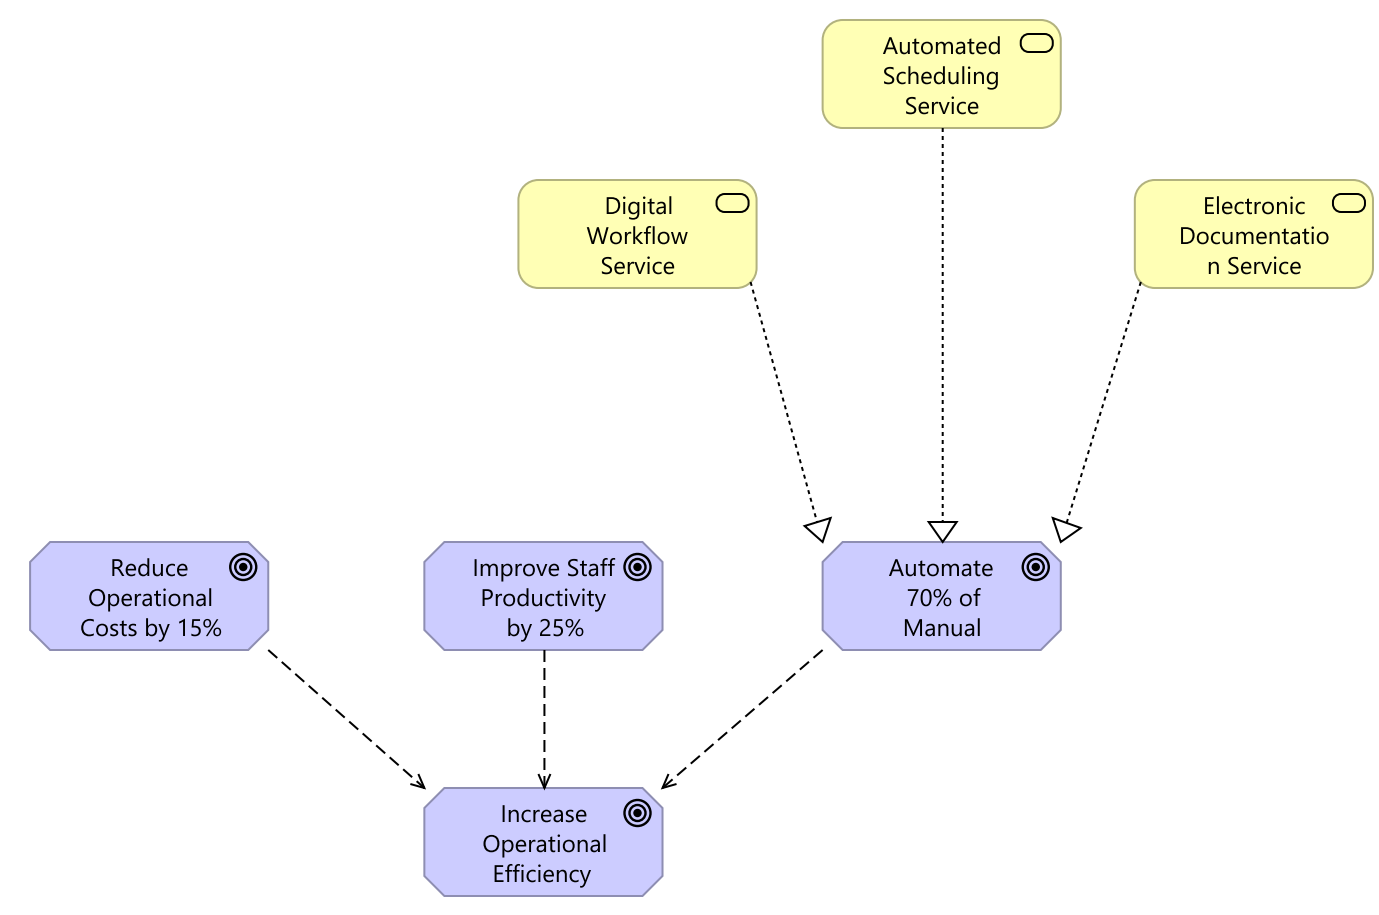 Automated
Scheduling
Service
Digital
Workflow
Service
Electronic
Documentatio
n Service
Reduce
Operational
Costs by 15%
Improve Staff
Productivity
by 25%
Automate
70% of
Manual
Increase
Operational
Efficiency